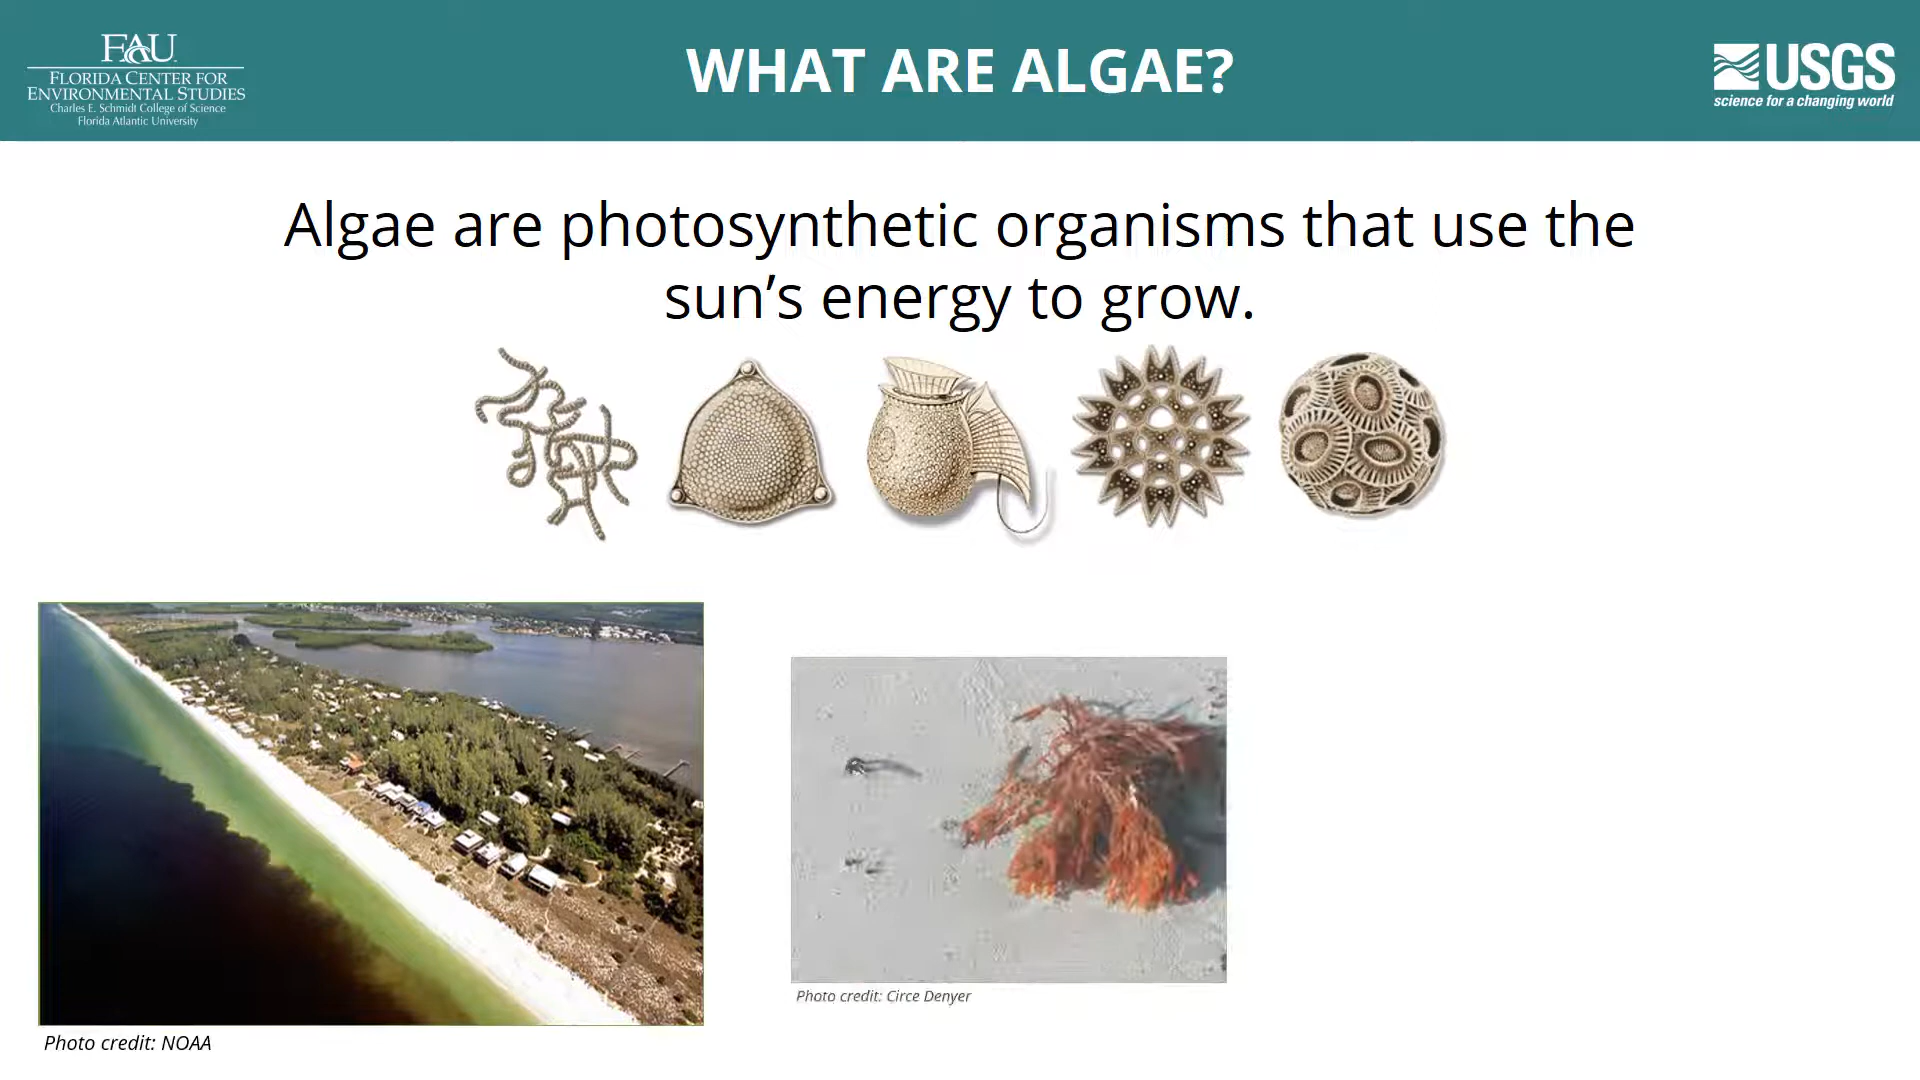 FAU
FLORIDA CENTER FOR
ENVIRONMENTAL STUDIES
Charles E. Schmidt College of Science
Florida Atlantic University
WHAT ARE ALGAE?
USGS
science for a changing world
Algae are photosynthetic organisms that use the
sun's energy to grow.
Photo credit: Circe Denyer
Photo credit: NOAA